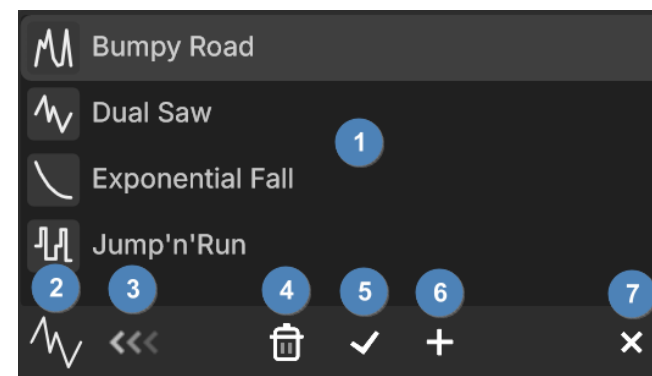 Bumpy Road
Dual Saw
1
Exponential Fall
Jump'n'Run
2 3 4 5 6 7